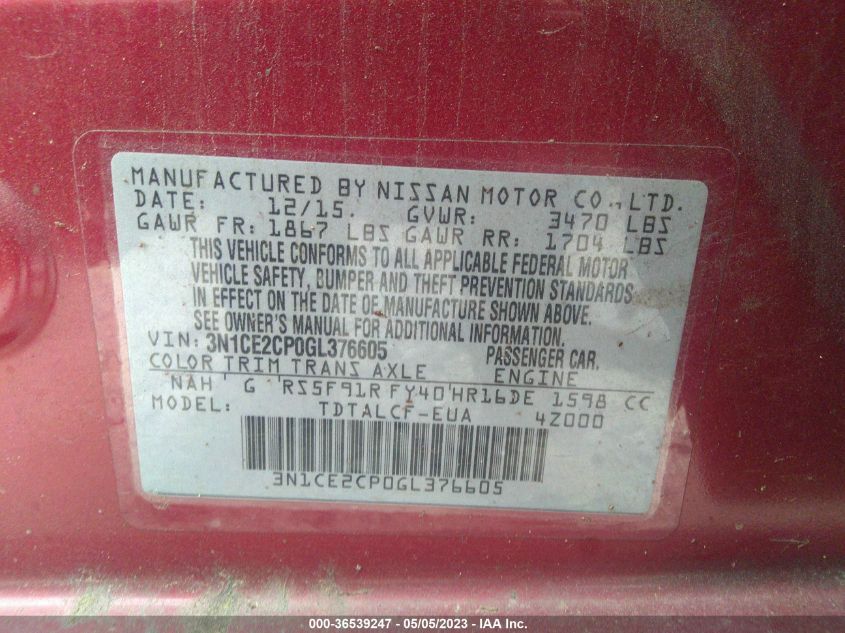 MANUFACTURED BY NISSAN MOTOR CO., LTD.
DATE: 12/15. GVWR: 3470 LBS
GAWR FR: 1867 LBS GAWR RR: 1704 LBS
THIS VEHICLE CONFORMS TO ALL APPLICABLE FEDERAL MOTOR
VEHICLE SAFETY, BUMPER AND THEFT PREVENTION STANDARDS
IN EFFECT ON THE DATE OF MANUFACTURE SHOWN ABOVE.
SEE OWNER'S MANUAL FOR ADDITIONAL INFORMATION.
VIN: 3N1CE2CP0GL376605 PASSENGER CAR.
COLOR TRIM TRANS AXLE ENGINE
NAH G RS5F91R FY40 HR16DE 1598 CC
MODEL: TDTALCF-EUA 4Z000
3N1CE2CP0GL376605
000-36539247 - 05/05/2023 - IAA Inc.